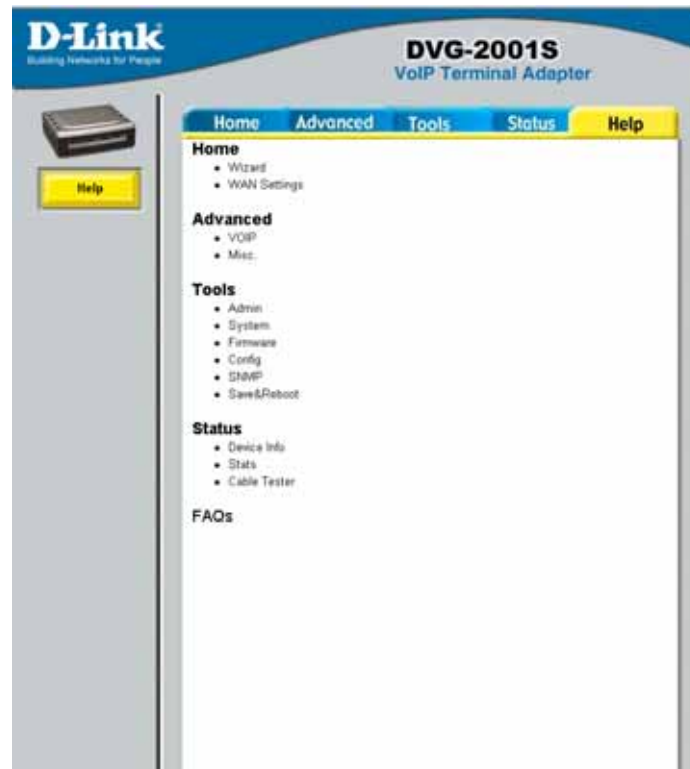 D-Link
Building Networks for People
DVG-2001S
VoIP Terminal Adapter
Help
Home Advanced Tools Status Help
Home
• Wizard
• WAN Settings
Advanced
• VOIP
• Misc.
Tools
• Admin
• System
• Firmware
• Config
• SNMP
• Save&Reboot
Status
• Device Info
• Stats
• Cable Tester
FAQs